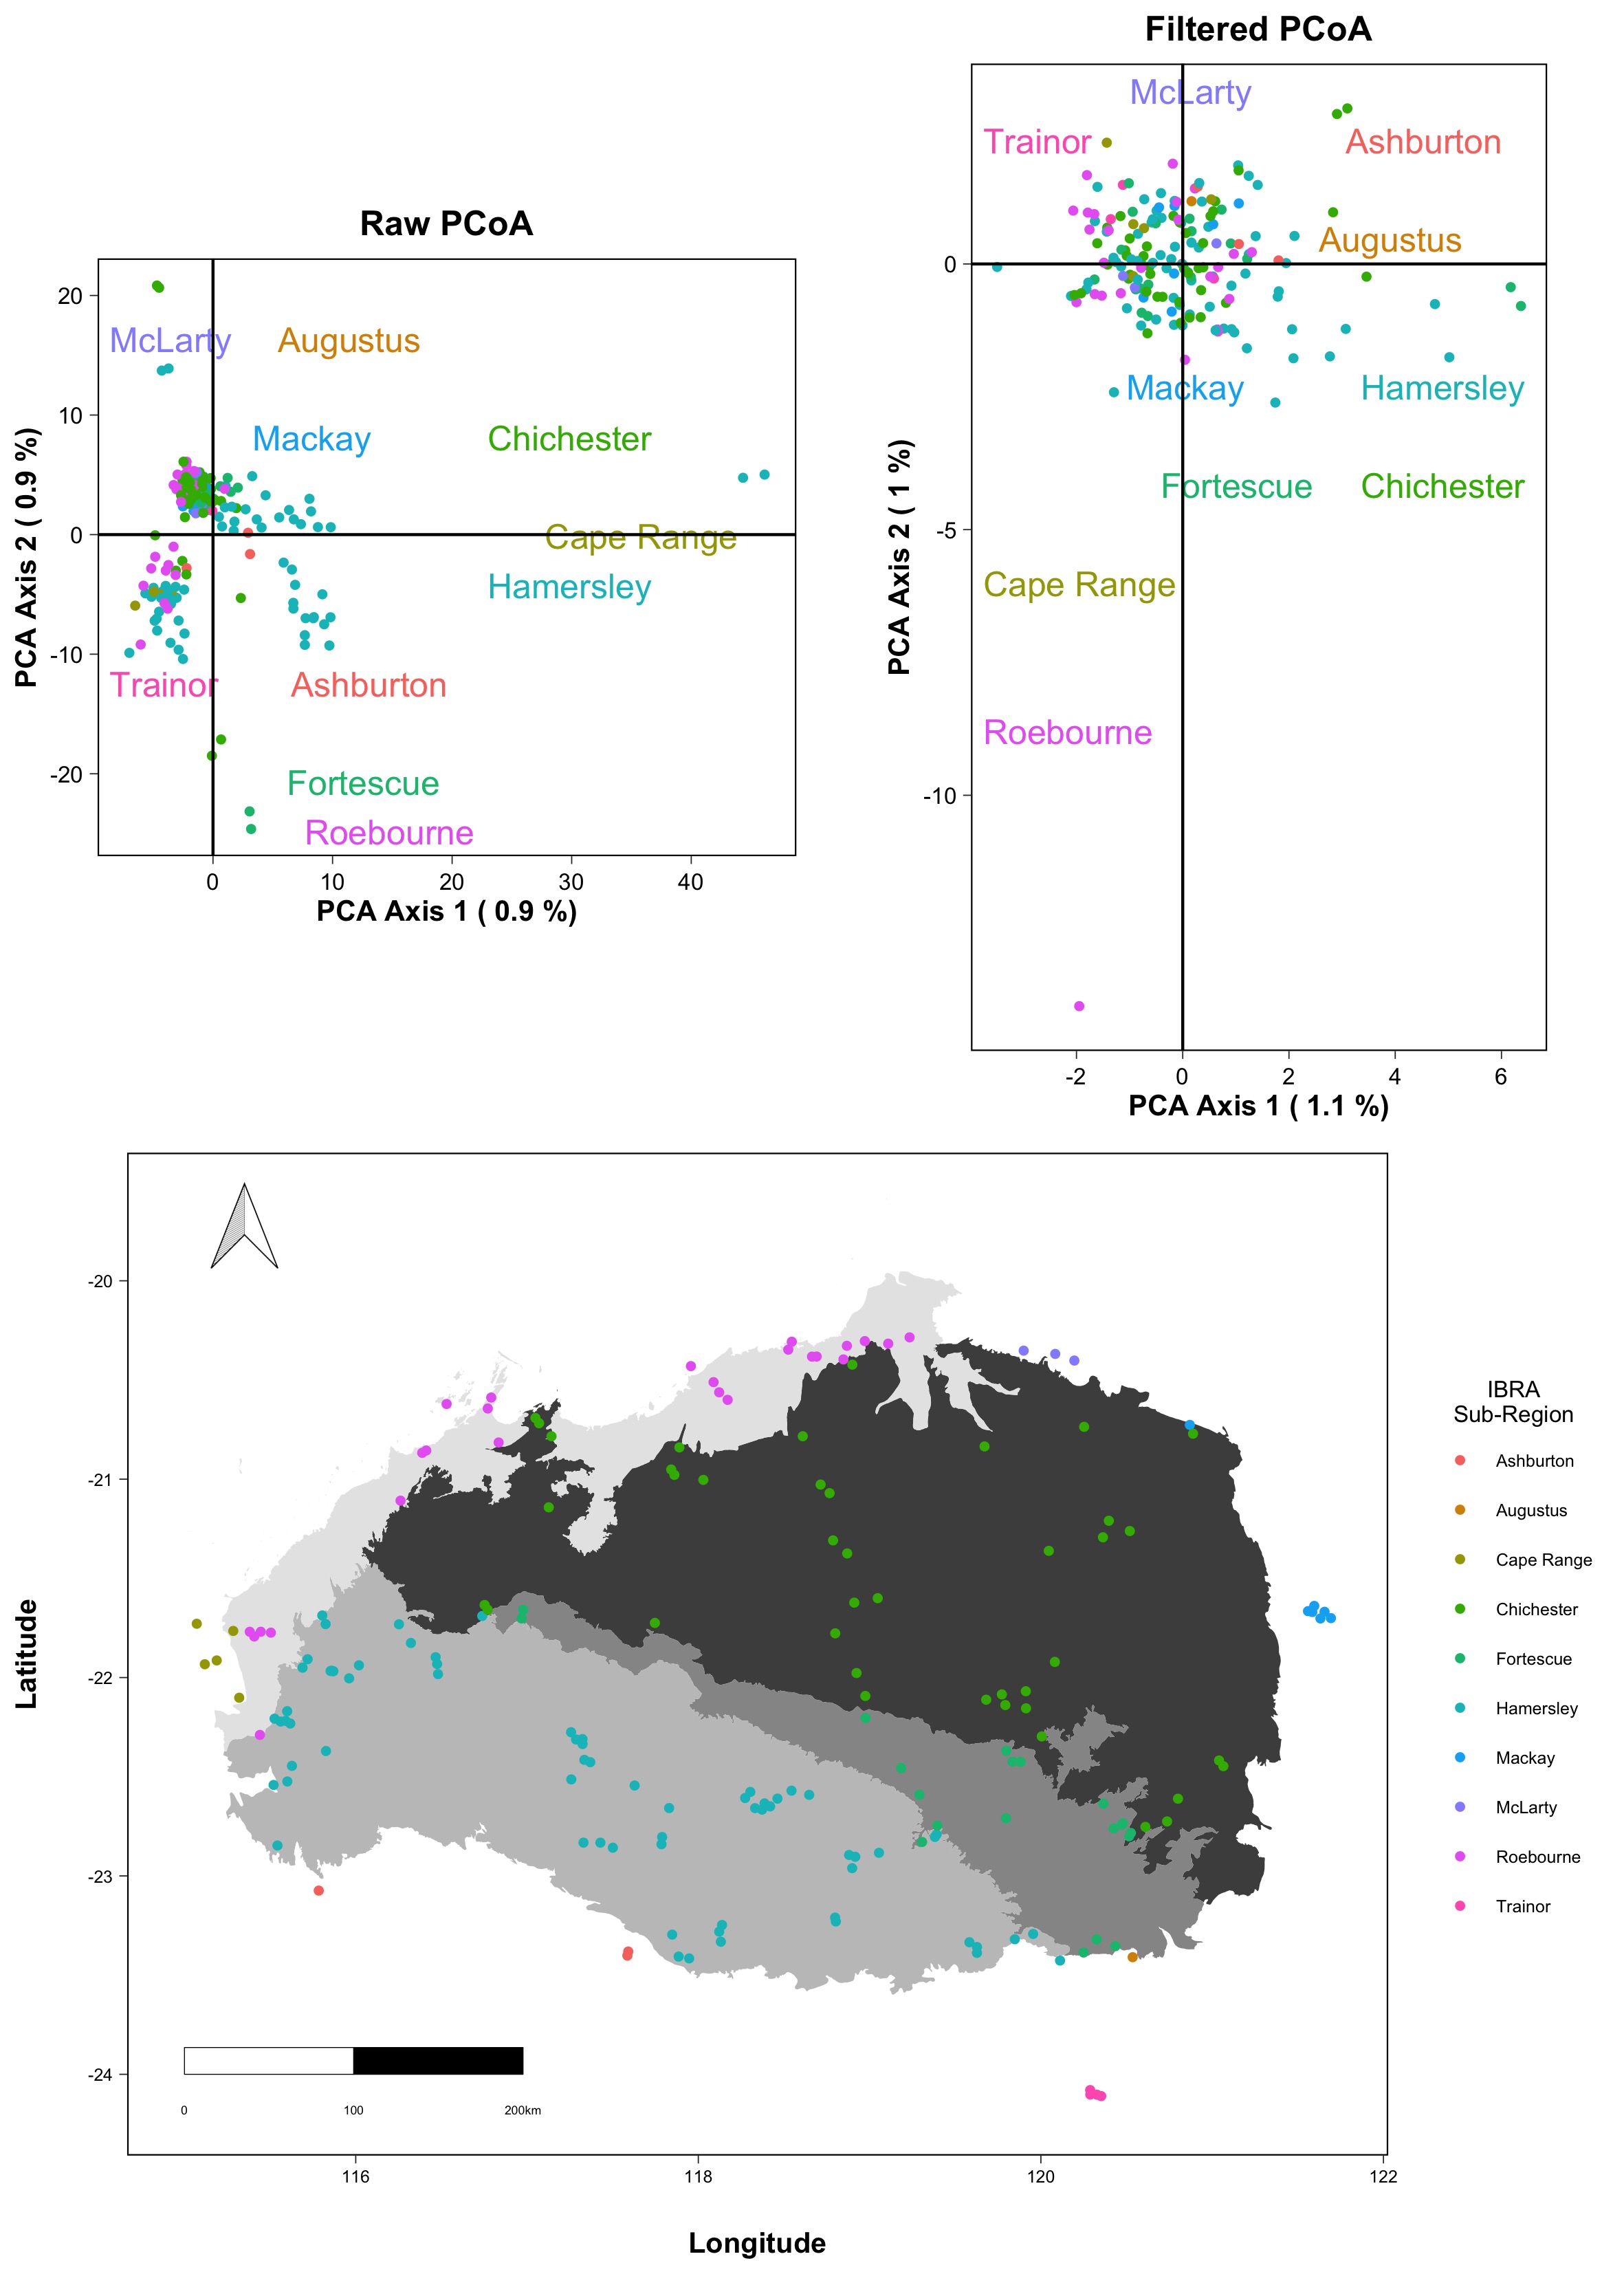 Filtered PCoA
McLarty
Trainor
Ashburton
Augustus
0
Mackay
Hamersley
Fortescue
Chichester
-5
Cape Range
Roebourne
-10
PCA Axis 2 ( 1 %)
-2 0 2 4 6
PCA Axis 1 ( 1.1 %)
Raw PCoA
20
McLarty
Augustus
10
Mackay
Chichester
0
Cape Range
Hamersley
-10
Trainor
Ashburton
-20
Fortescue
Roebourne
PCA Axis 2 ( 0.9 %)
0 10 20 30 40
PCA Axis 1 ( 0.9 %)
-20
-21
-22
-23
-24
Latitude
0 100 200km
116 118 120 122
Longitude
IBRA
Sub-Region
Ashburton
Augustus
Cape Range
Chichester
Fortescue
Hamersley
Mackay
McLarty
Roebourne
Trainor